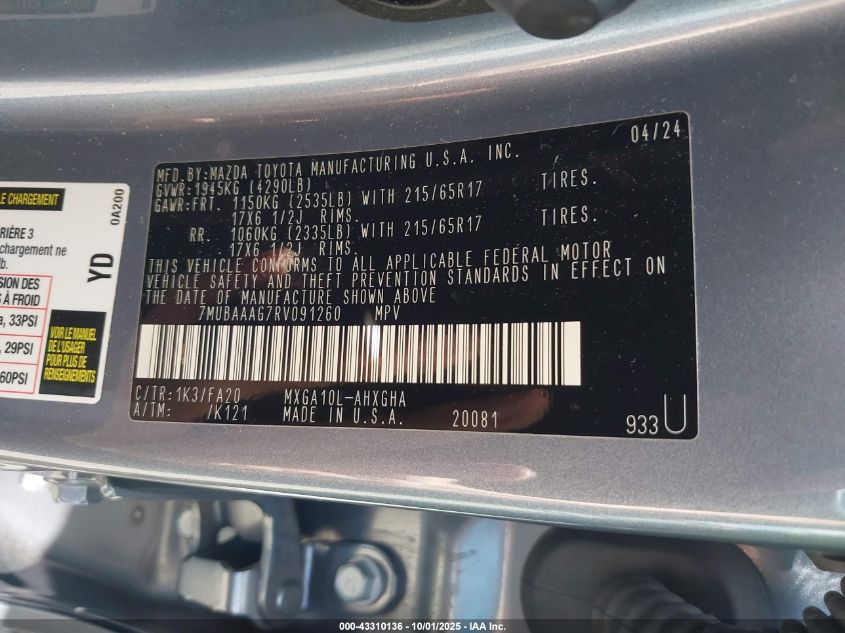 LE CHARGEMENT
0A200
RIÈRE 3
chargement ne
lb.
YD
SION DES
À FROID
a, 33PSI
, 29PSI
60PSI
VOIR LE MANUEL
DE L'USAGER
POUR PLUS DE
RENSEIGNEMENTS
04/24
MFD.BY:MAZDA TOYOTA MANUFACTURING U.S.A. INC.
GVWR:1945KG (4290LB)
GAWR:FRT. 1150KG (2535LB) WITH 215/65R17 TIRES.
17X6 1/2J RIMS.
RR. 1060KG (2335LB) WITH 215/65R17 TIRES.
17X6 1/2J RIMS.
THIS VEHICLE CONFORMS TO ALL APPLICABLE FEDERAL MOTOR
VEHICLE SAFETY AND THEFT PREVENTION STANDARDS IN EFFECT ON
THE DATE OF MANUFACTURE SHOWN ABOVE
7MUBAAAG7RV091260 MPV
C/TR:1K3/FA20 MXGA10L-AHXGHA
A/TM: /K121 MADE IN U.S.A. 20081
933 U
000-43310136 - 10/01/2025 - IAA Inc.